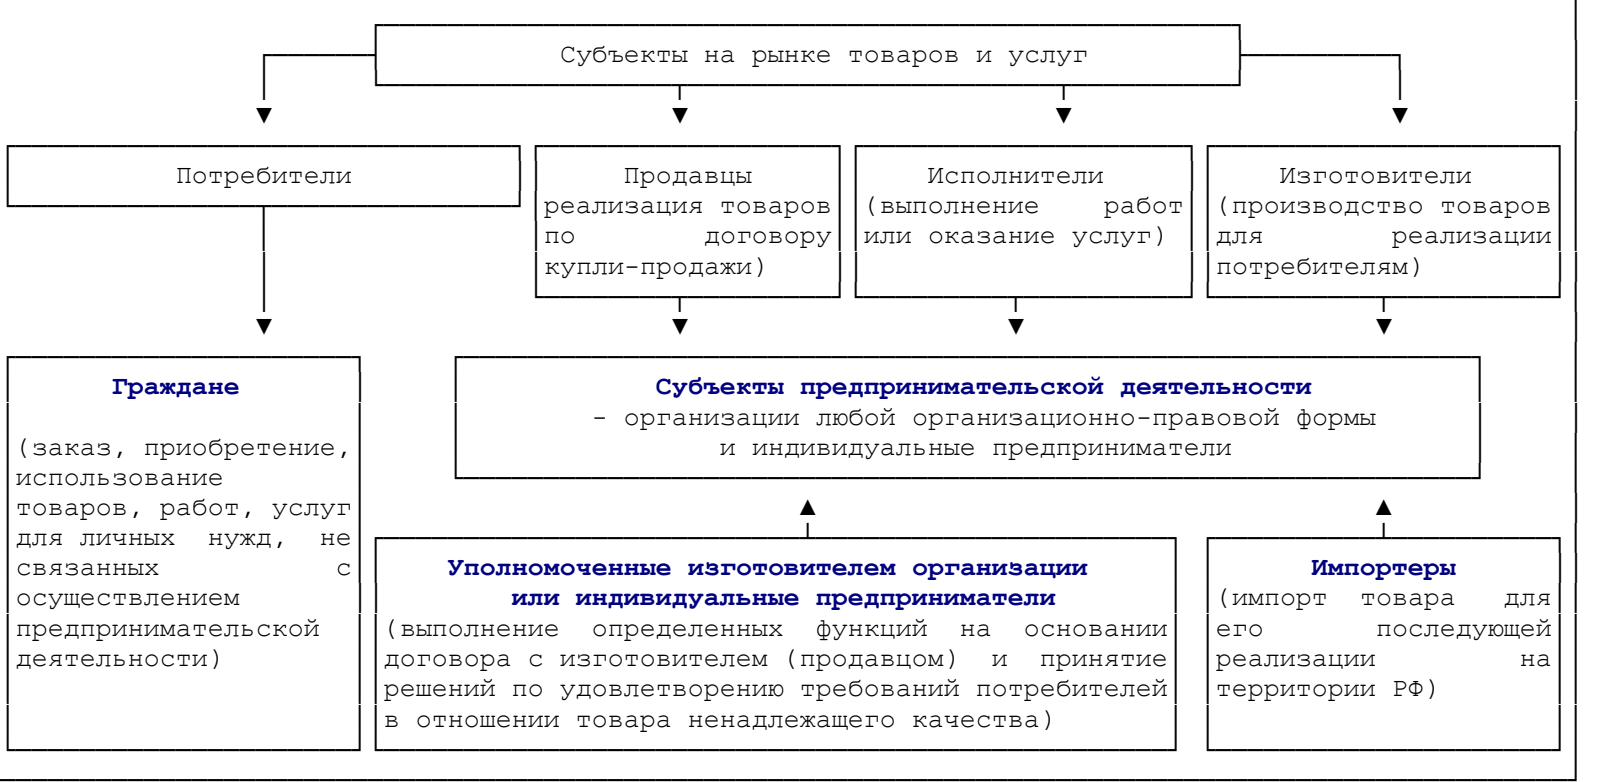 Субъекты на рынке товаров и услуг
Потребители
Продавцы
реализация товаров
по договору
купли-продажи)
Исполнители
(выполнение работ
или оказание услуг)
Изготовители
(производство товаров
для реализации
потребителям)
Граждане
(заказ, приобретение,
использование
товаров, работ, услуг
для личных нужд, не
связанных с
осуществлением
предпринимательской
деятельности)
Субъекты предпринимательской деятельности
- организации любой организационно-правовой формы
и индивидуальные предприниматели
Уполномоченные изготовителем организации
или индивидуальные предприниматели
(выполнение определенных функций на основании
договора с изготовителем (продавцом) и принятие
решений по удовлетворению требований потребителей
в отношении товара ненадлежащего качества)
Импортеры
(импорт товара для
его последующей
реализации на
территории РФ)